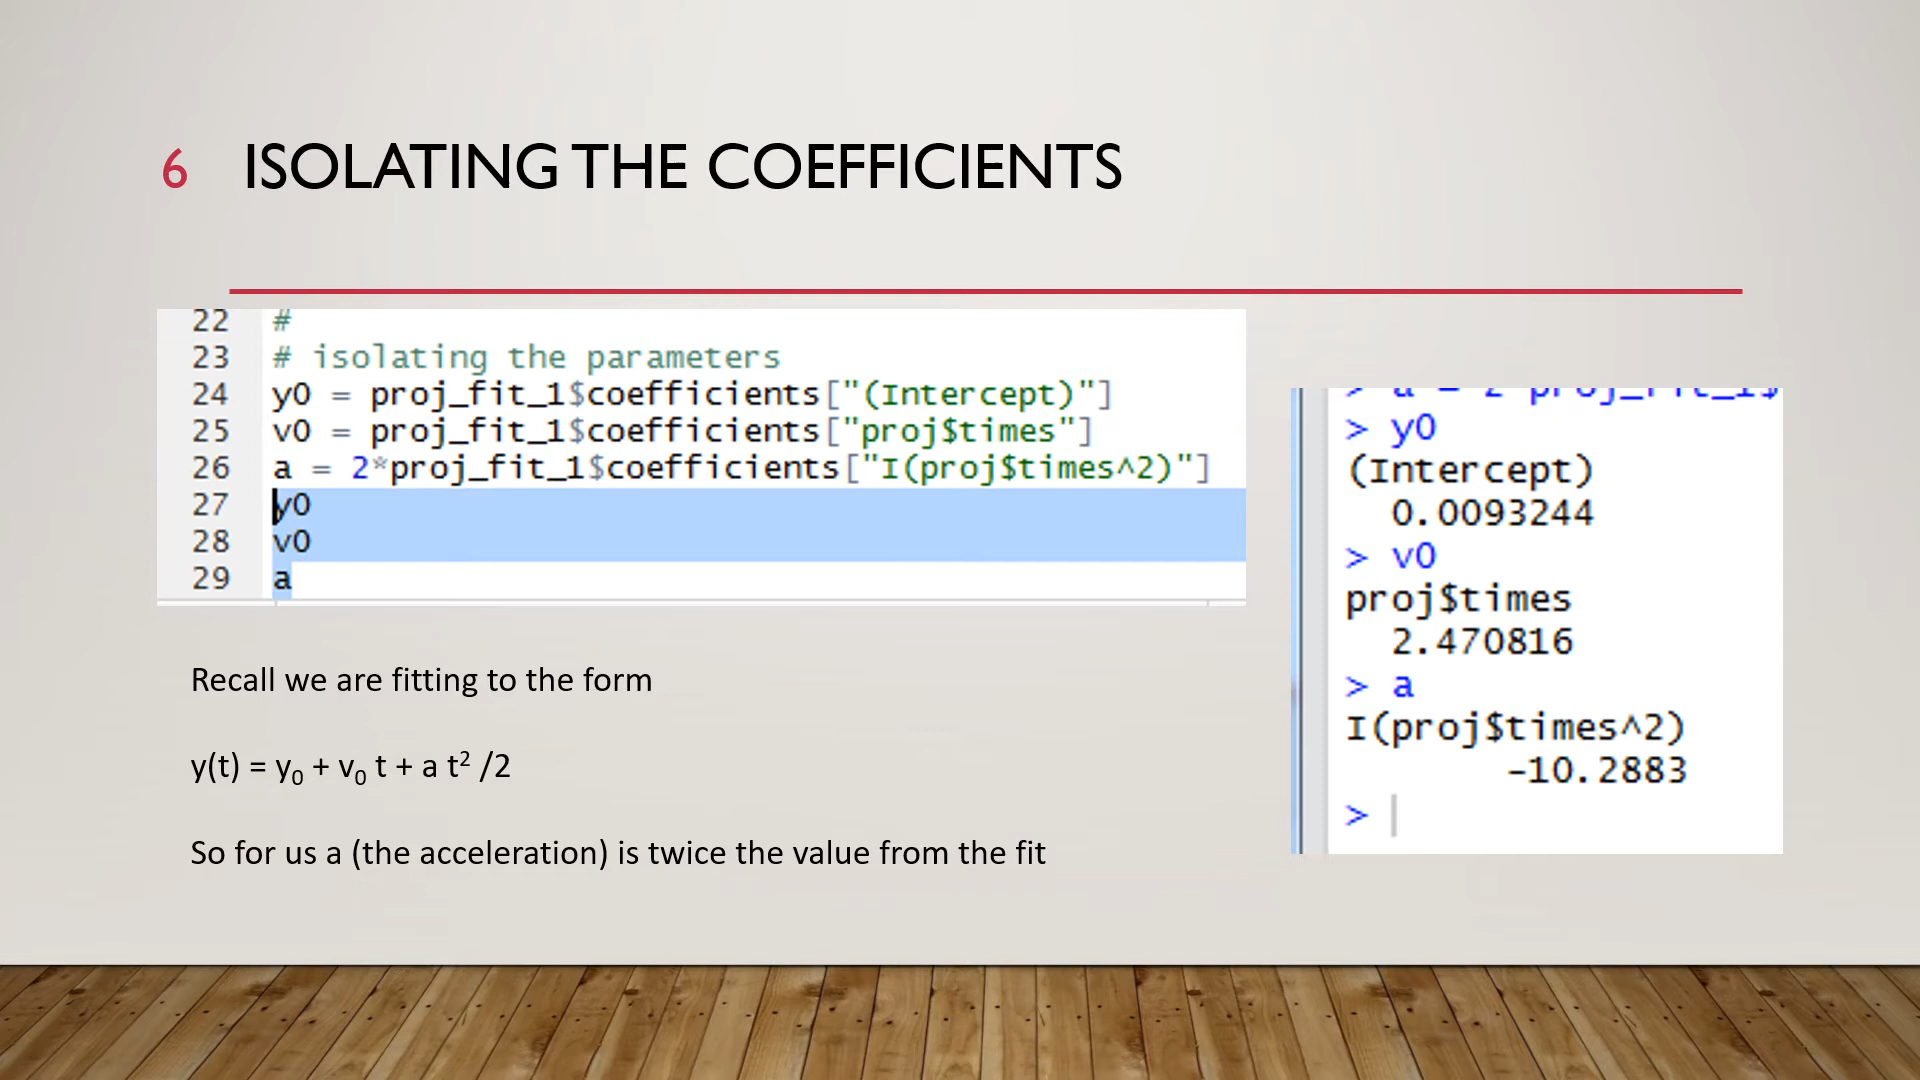 6 ISOLATING THE COEFFICIENTS
22 #
23 # isolating the parameters
24 y0 = proj_fit_1$coefficients["(Intercept)"]
25 v0 = proj_fit_1$coefficients["proj$times"]
26 a = 2*proj_fit_1$coefficients["I(proj$times^2)"]
27 y0
28 v0
29 a
Recall we are fitting to the form
y(t) = y₀ + v₀ t + a t² /2
So for us a (the acceleration) is twice the value from the fit
> a = 2*proj_fit_1$
> y0
(Intercept)
0.0093244
> v0
proj$times
2.470816
> a
I(proj$times^2)
-10.2883
>